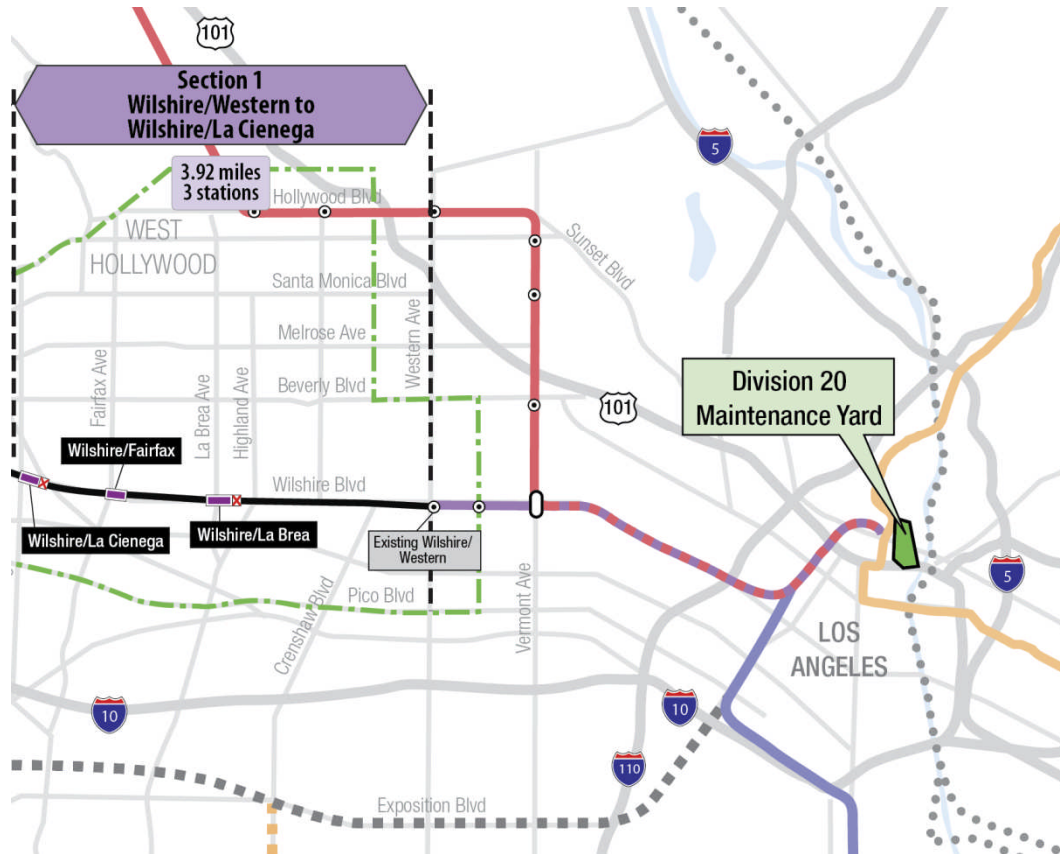 101
Section 1
Wilshire/Western to
Wilshire/La Cienega
3.92 miles
3 stations
Hollywood Blvd
WEST
HOLLYWOOD
Sunset Blvd
5
Santa Monica Blvd
Melrose Ave
Western Ave
Beverly Blvd
Fairfax Ave
La Brea Ave
Highland Ave
101
Division 20
Maintenance Yard
Wilshire/Fairfax
Wilshire Blvd
Wilshire/La Cienega
Wilshire/La Brea
Existing Wilshire/
Western
5
Pico Blvd
Crenshaw Blvd
Vermont Ave
LOS
ANGELES
10
10
110
Exposition Blvd